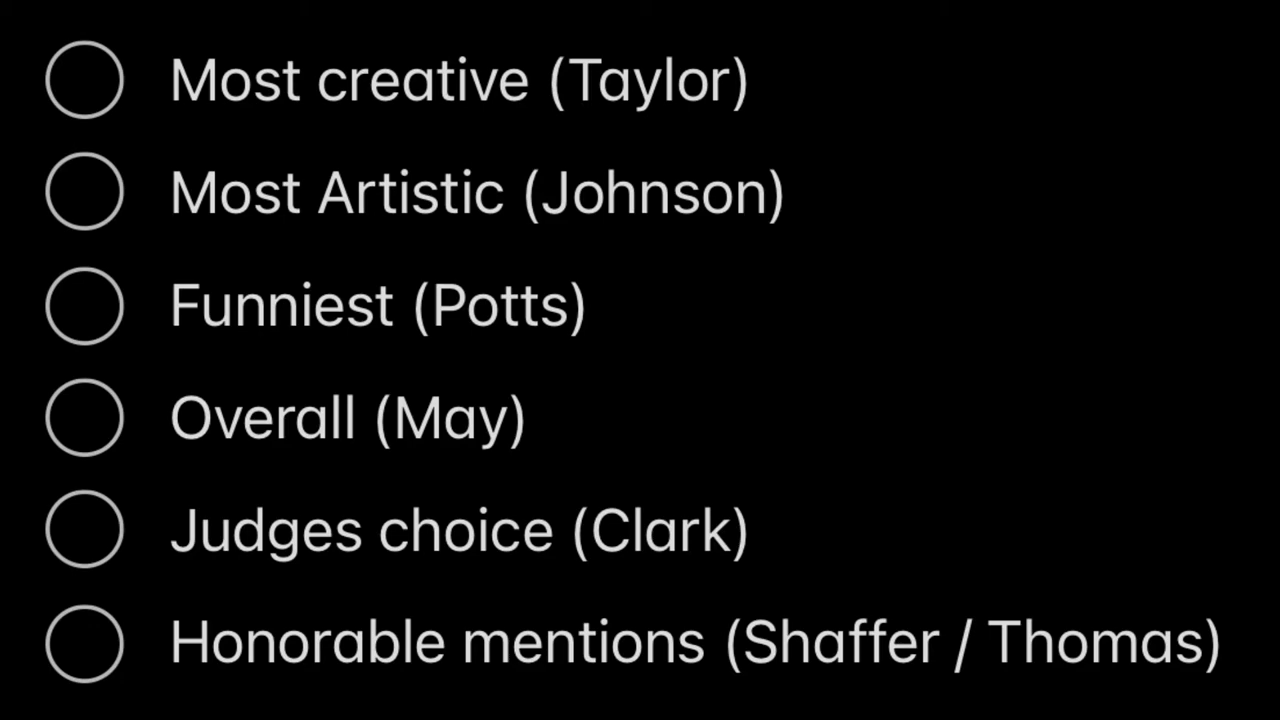 Most creative (Taylor)
Most Artistic (Johnson)
Funniest (Potts)
Overall (May)
Judges choice (Clark)
Honorable mentions (Shaffer / Thomas)